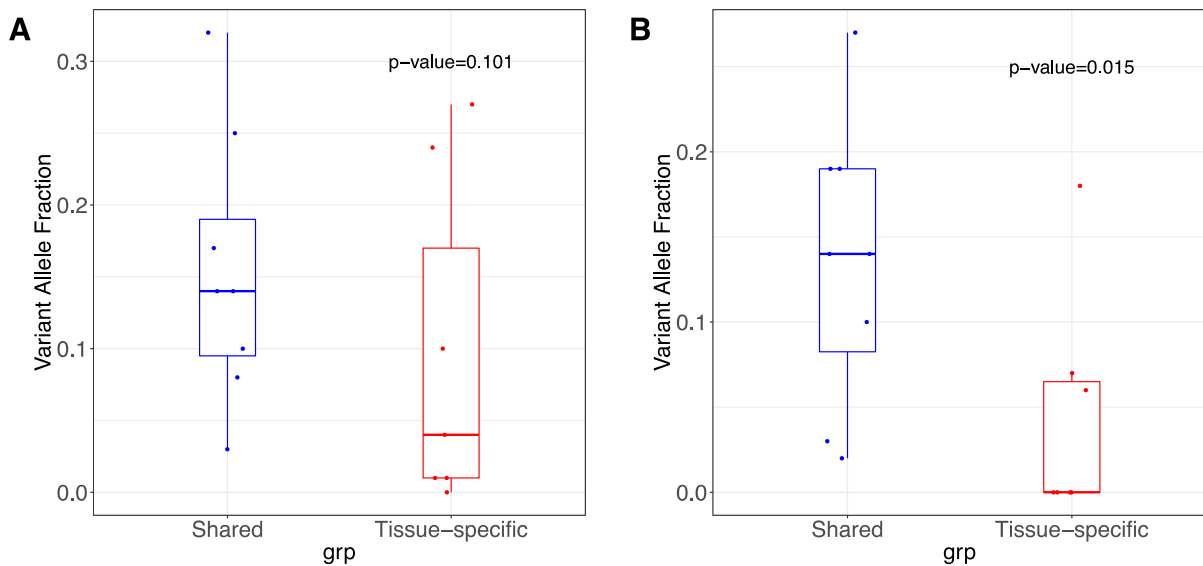 A
Variant Allele Fraction
0.3
0.2
0.1
0.0
p-value=0.101
Shared
Tissue-specific
grp
B
Variant Allele Fraction
0.2
0.1
0.0
p-value=0.015
Shared
Tissue-specific
grp